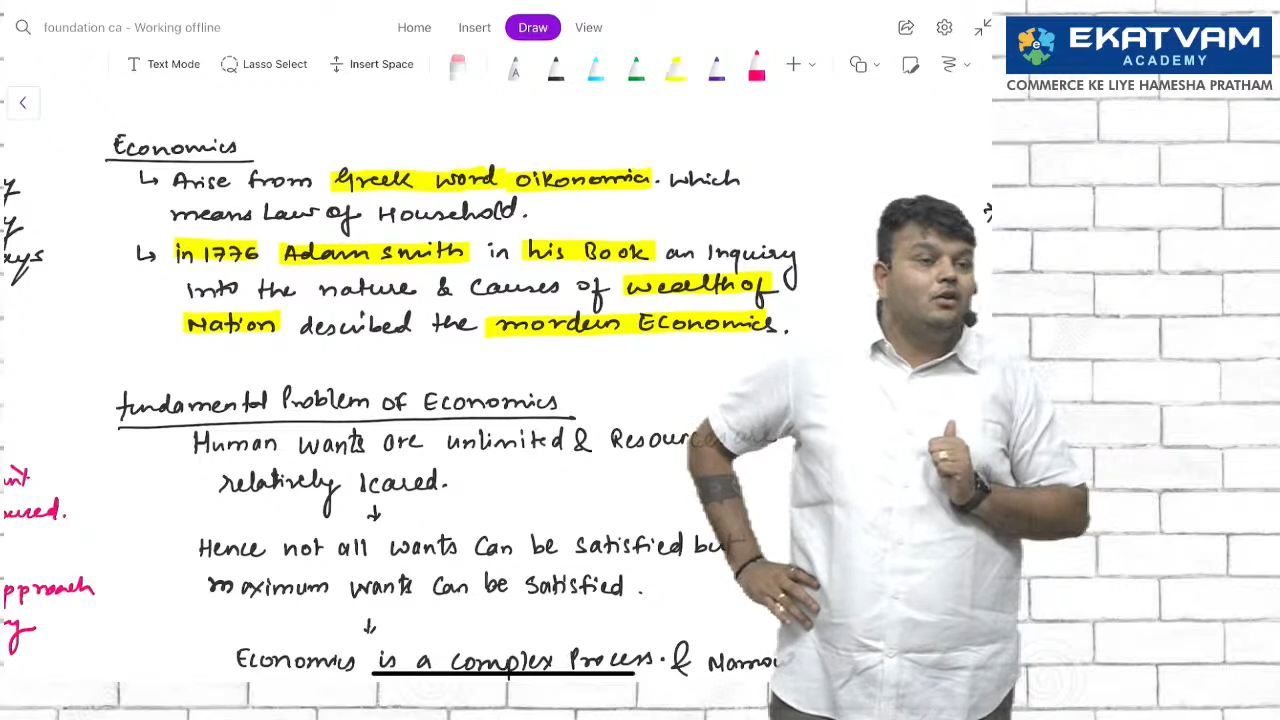 foundation ca - Working offline
Home Insert Draw View
Text Mode Lasso Select Insert Space
EKATVAM
ACADEMY
COMMERCE KE LIYE HAMESHA PRATHAM
Economics
↳ Arise from Greek word oikonomia. which
means Law of Household.
↳ in 1776 Adam Smith in his Book an Inquiry
into the nature & causes of wealth of
Nation described the mordern Economics.
fundamental Problem of Economics
Human wants are unlimited & Resources are
relatively
↓
Hence not all wants can be satisfied but
maximum wants can be satisfied.
↓
Economics is a complex Process. &